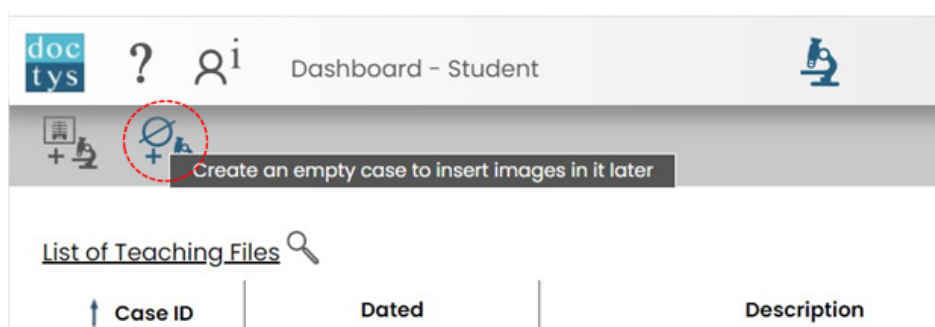 doc
tys
? i Dashboard - Student
Create an empty case to insert images in it later
List of Teaching Files
Case ID Dated Description